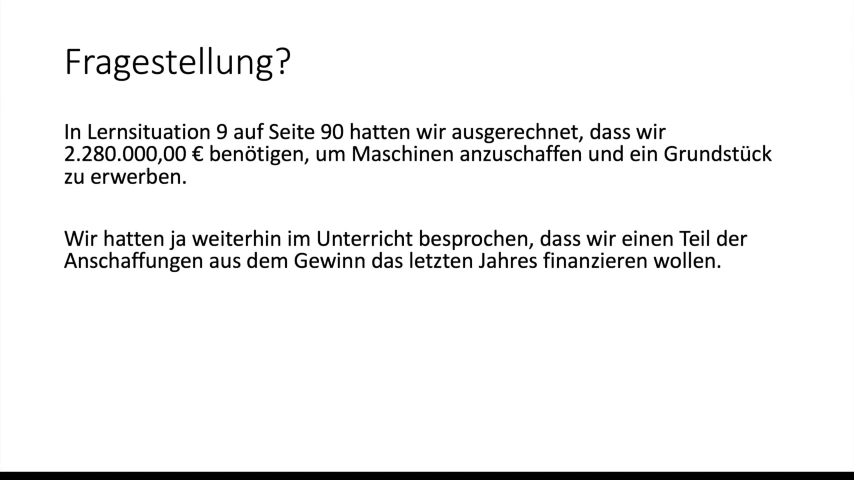 Fragestellung?
In Lernsituation 9 auf Seite 90 hatten wir ausgerechnet, dass wir
2.280.000,00 € benötigen, um Maschinen anzuschaffen und ein Grundstück
zu erwerben.
Wir hatten ja weiterhin im Unterricht besprochen, dass wir einen Teil der
Anschaffungen aus dem Gewinn das letzten Jahres finanzieren wollen.